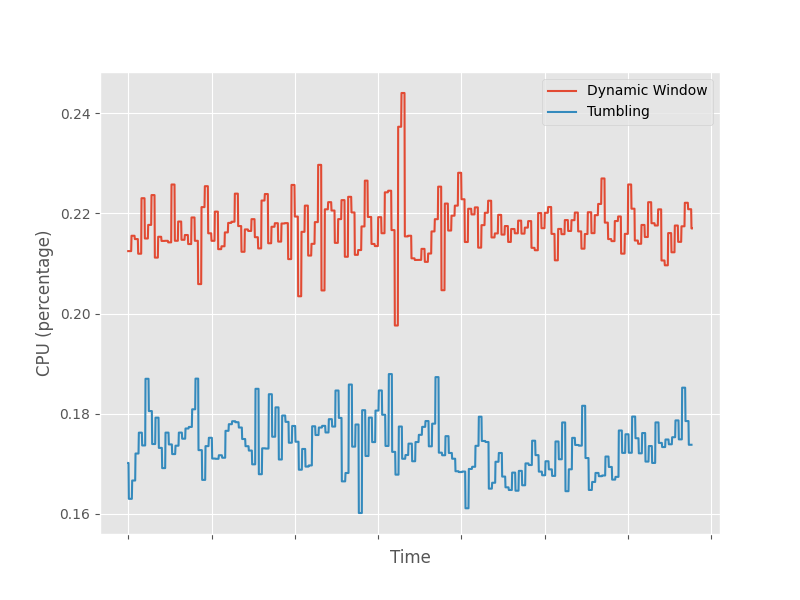 Dynamic Window
Tumbling
0.24
0.22
0.20
0.18
0.16
CPU (percentage)
Time